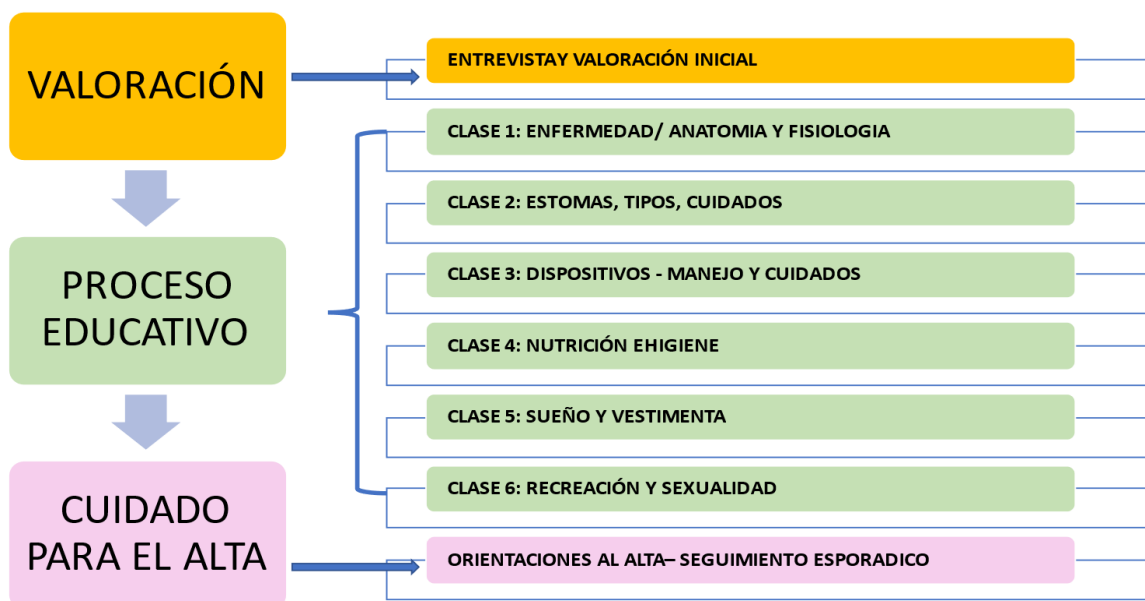 VALORACIÓN
ENTREVISTAY VALORACIÓN INICIAL
PROCESO
EDUCATIVO
CLASE 1: ENFERMEDAD/ ANATOMIA Y FISIOLOGIA
CLASE 2: ESTOMAS, TIPOS, CUIDADOS
CLASE 3: DISPOSITIVOS - MANEJO Y CUIDADOS
CLASE 4: NUTRICIÓN EHIGIENE
CLASE 5: SUEÑO Y VESTIMENTA
CLASE 6: RECREACIÓN Y SEXUALIDAD
CUIDADO
PARA EL ALTA
ORIENTACIONES AL ALTA– SEGUIMIENTO ESPORADICO